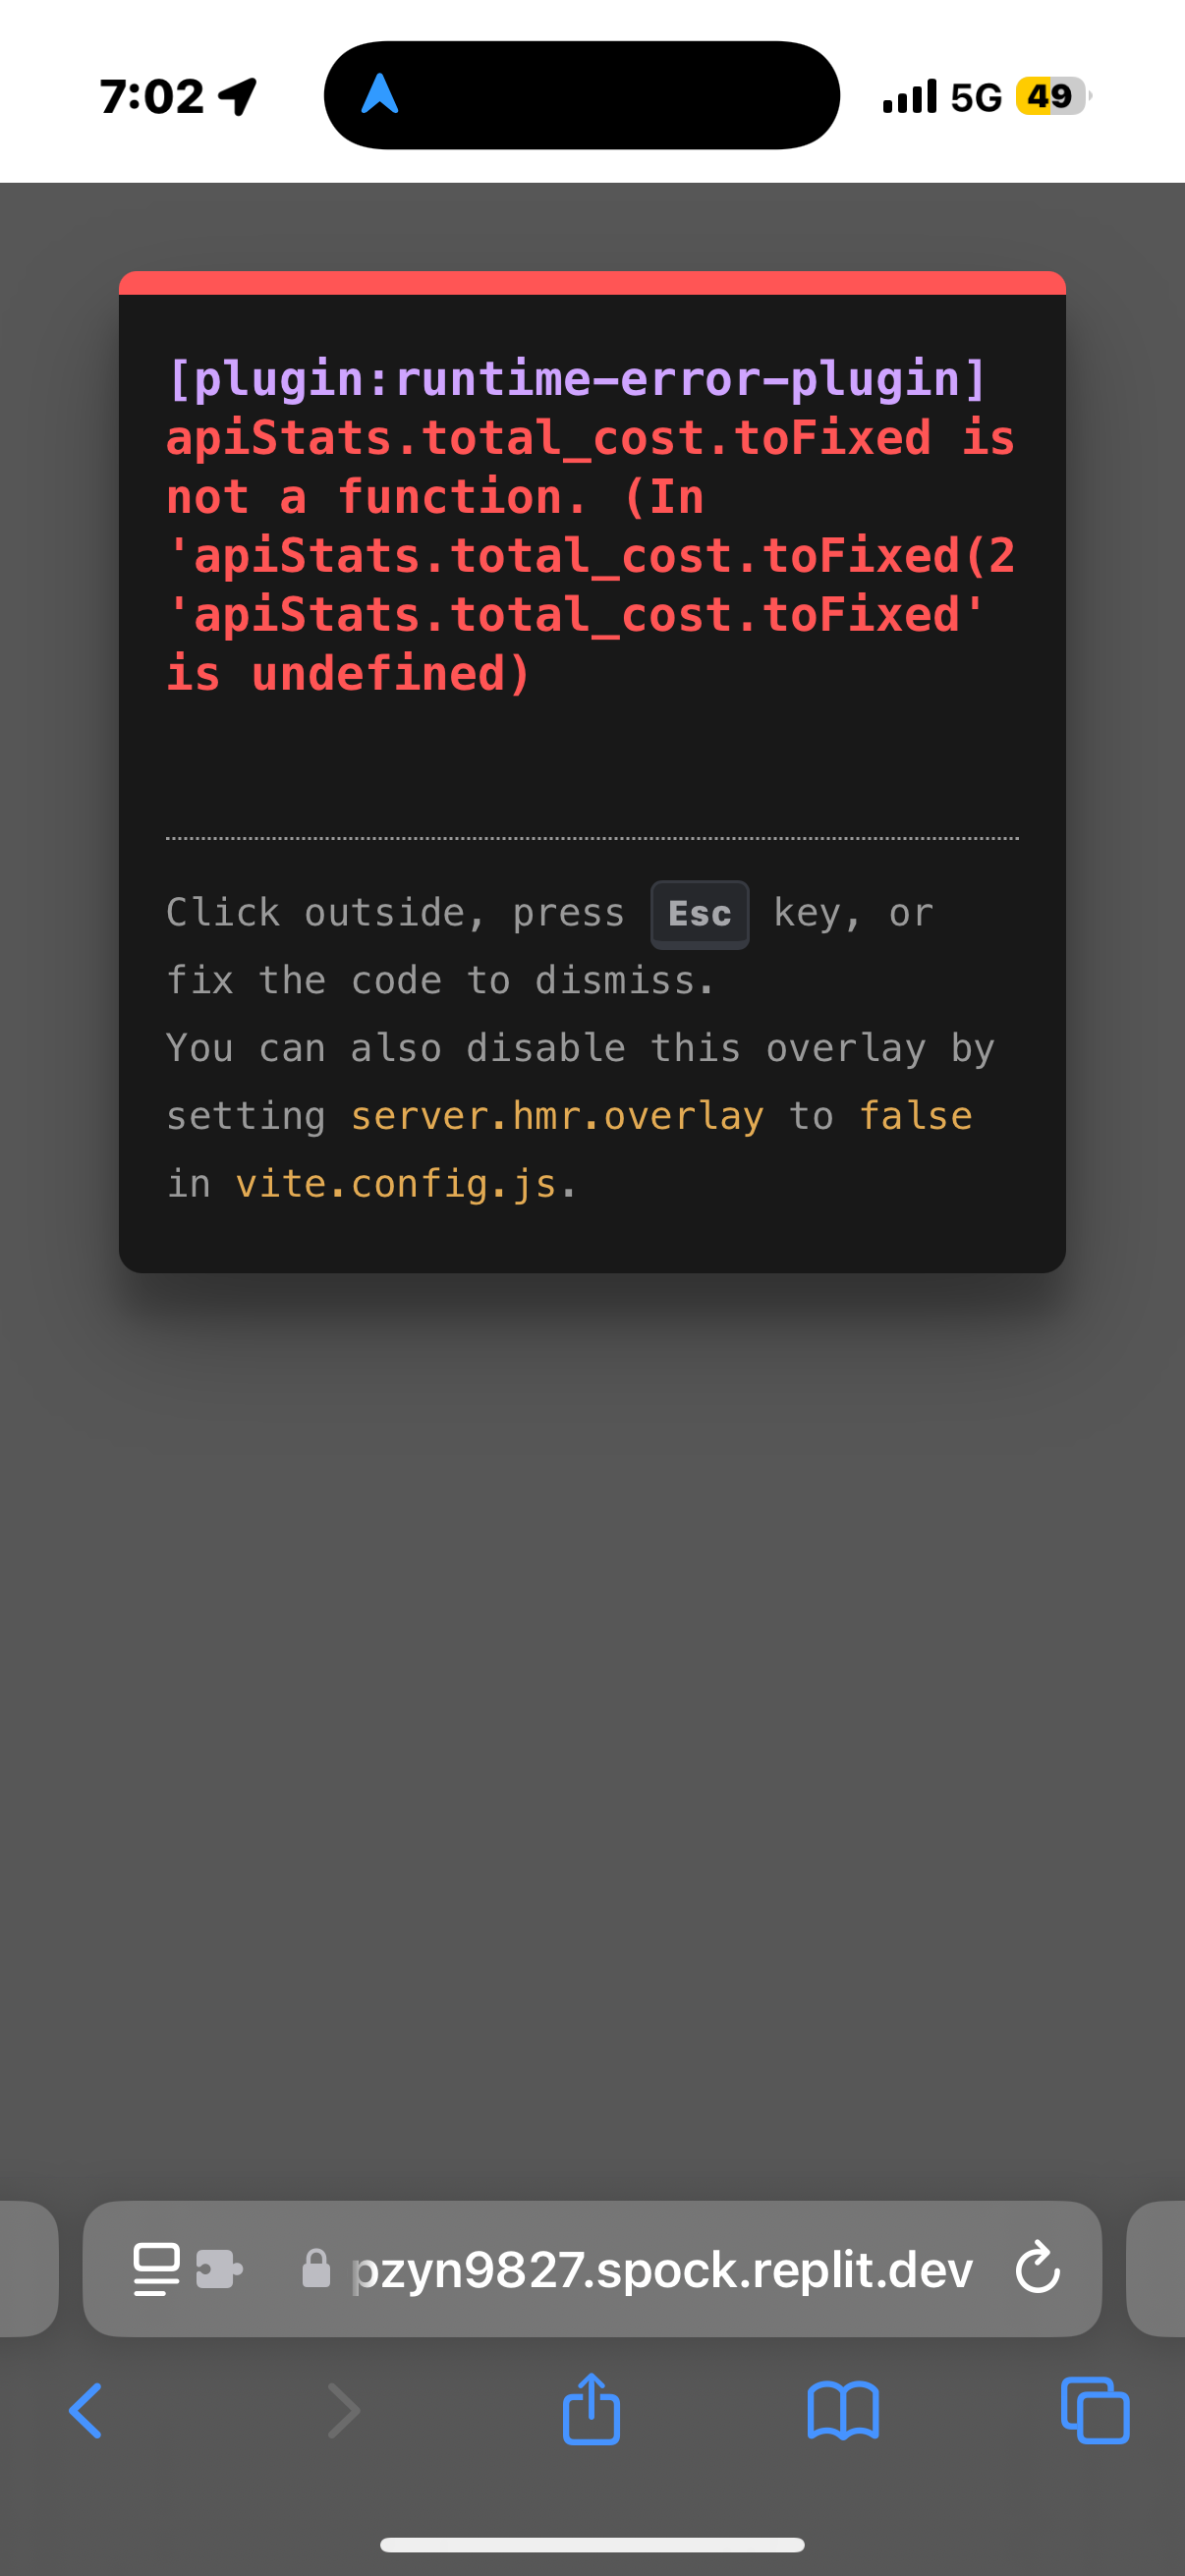 7:02
5G
49
[plugin:runtime-error-plugin]
apiStats.total_cost.toFixed is
not a function. (In
'apiStats.total_cost.toFixed(2
'apiStats.total_cost.toFixed'
is undefined)
Click outside, press Esc key, or
fix the code to dismiss.
You can also disable this overlay by
setting server.hmr.overlay to false
in vite.config.js.
pzyn9827.spock.replit.dev